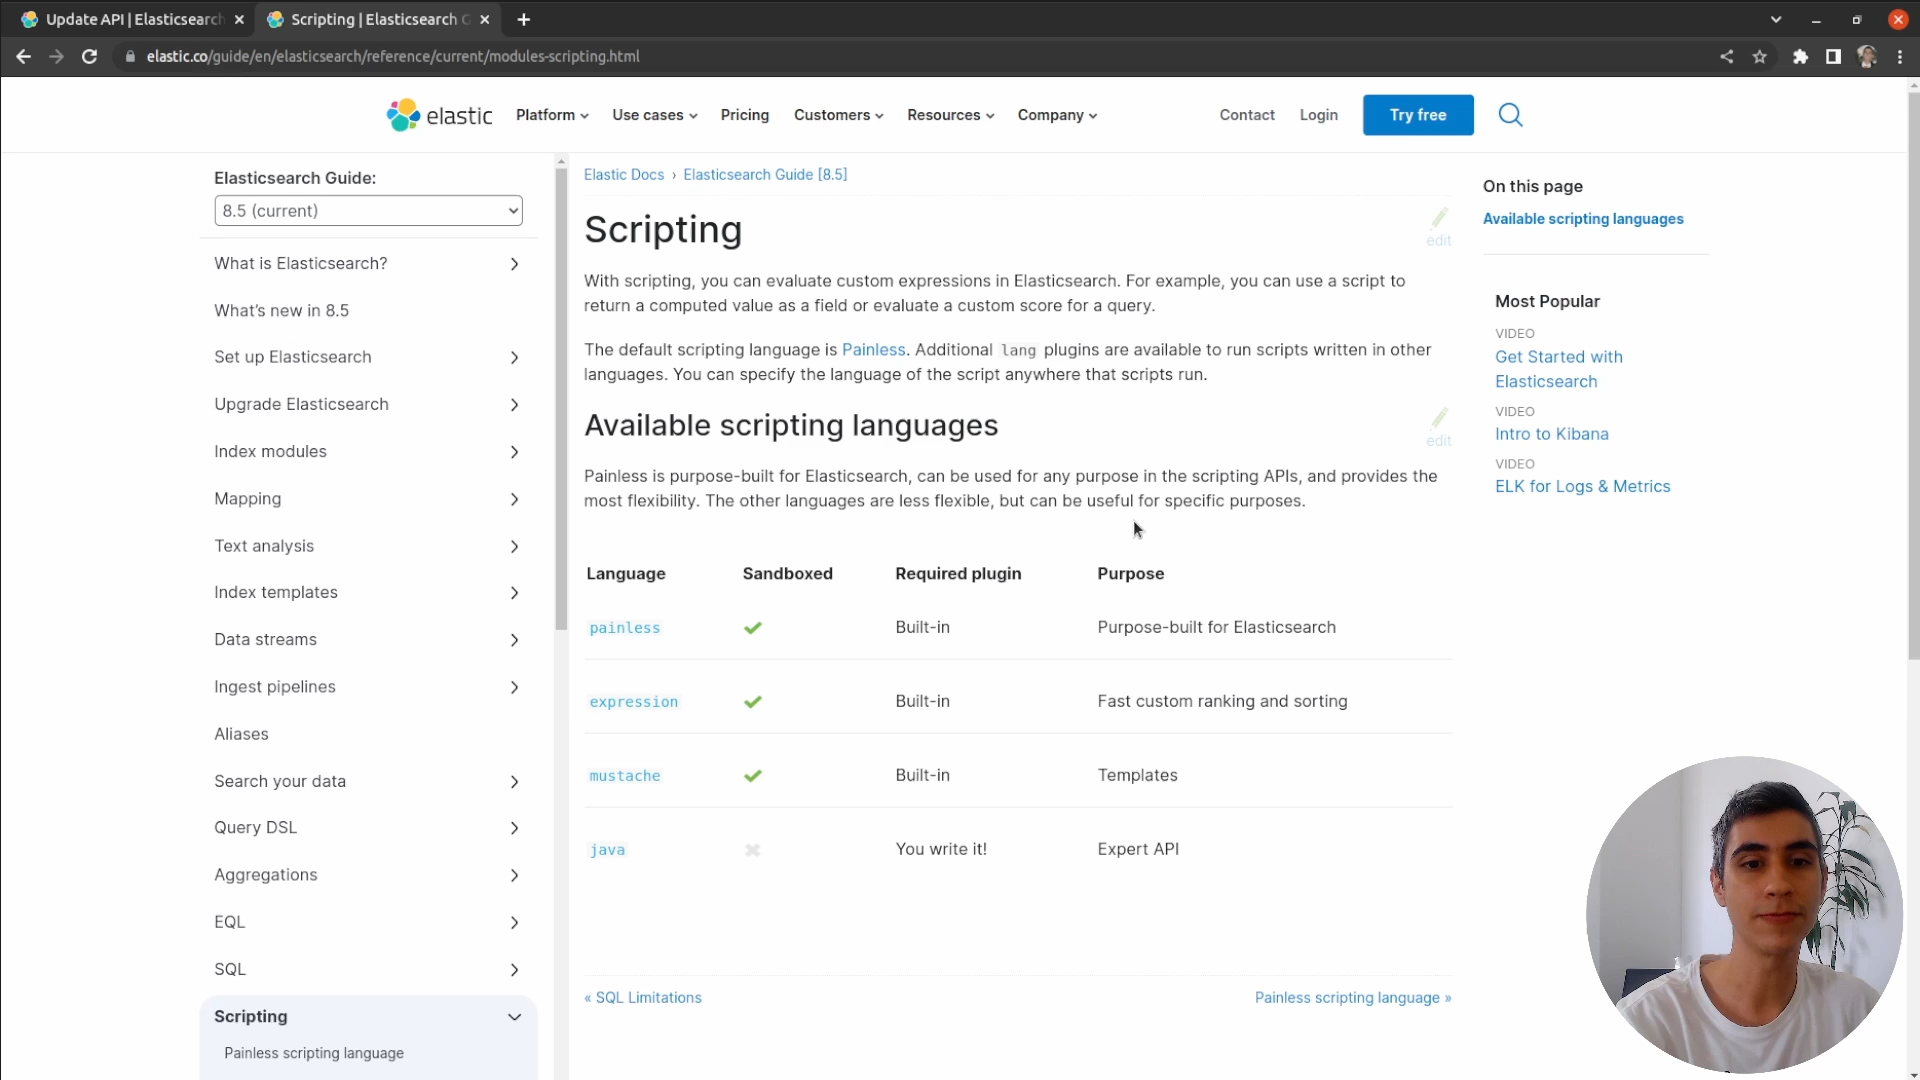 Update API | Elasticsearch
Scripting | Elasticsearch G
elastic.co/guide/en/elasticsearch/reference/current/modules-scripting.html
elastic
Platform
Use cases
Pricing
Customers
Resources
Company
Contact
Login
Try free
Elasticsearch Guide:
8.5 (current)
What is Elasticsearch?
What's new in 8.5
Set up Elasticsearch
Upgrade Elasticsearch
Index modules
Mapping
Text analysis
Index templates
Data streams
Ingest pipelines
Aliases
Search your data
Query DSL
Aggregations
EQL
SQL
Scripting
Painless scripting language
Elastic Docs › Elasticsearch Guide [8.5]
Scripting
edit
With scripting, you can evaluate custom expressions in Elasticsearch. For example, you can use a script to
return a computed value as a field or evaluate a custom score for a query.
The default scripting language is Painless. Additional lang plugins are available to run scripts written in other
languages. You can specify the language of the script anywhere that scripts run.
Available scripting languages
edit
Painless is purpose-built for Elasticsearch, can be used for any purpose in the scripting APIs, and provides the
most flexibility. The other languages are less flexible, but can be useful for specific purposes.
Language Sandboxed Required plugin Purpose
painless Built-in Purpose-built for Elasticsearch
expression Built-in Fast custom ranking and sorting
mustache Built-in Templates
java You write it! Expert API
« SQL Limitations
Painless scripting language »
On this page
Available scripting languages
Most Popular
VIDEO
Get Started with
Elasticsearch
VIDEO
Intro to Kibana
VIDEO
ELK for Logs & Metrics